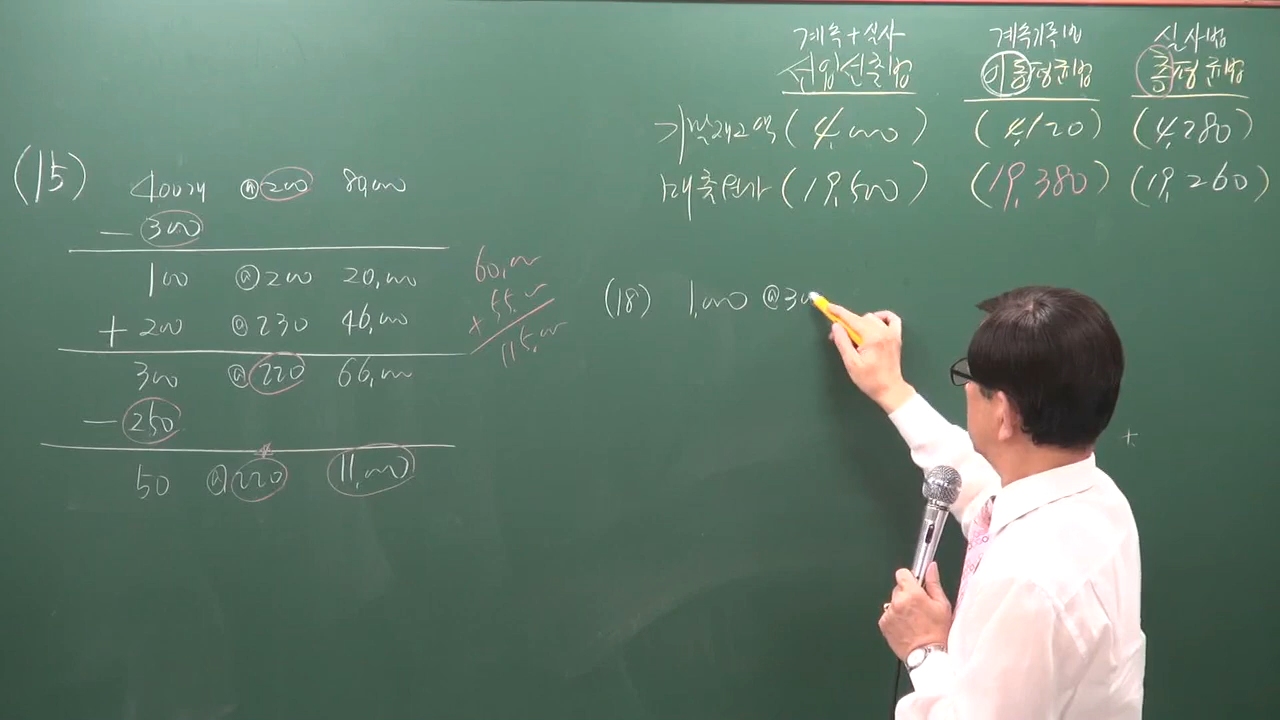 계속+실사 계속기록법 실사법
선입선출법 이동평균법 총평균법
기말재고액 (4,000) (4,120) (4,280)
매출원가 (19,500) (19,380) (19,260)
(15) 400개 @200 80,000
- 300
100 @200 20,000
+ 200 @230 46,000
300 @220 66,000
- 250
50 @220 11,000
60,000
+ 55,000
115,000
(18) 1,000 @300